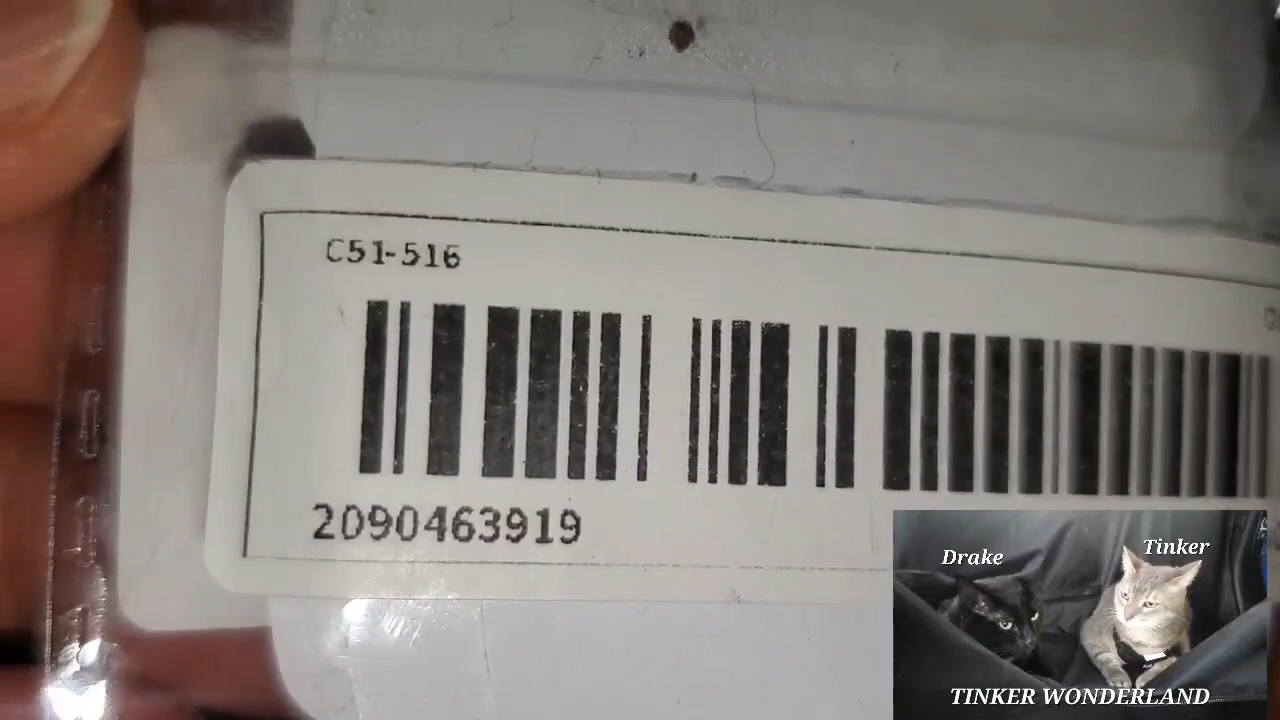 C51-516
2090463919
Drake
Tinker
TINKER WONDERLAND